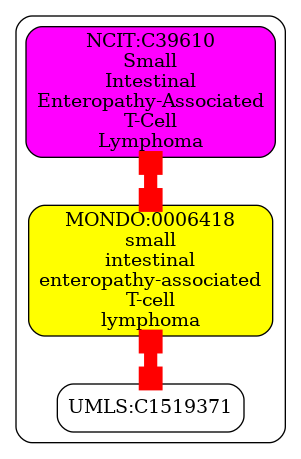 NCIT:C39610
Small
Intestinal
Enteropathy-Associated
T-Cell
Lymphoma
MONDO:0006418
small
intestinal
enteropathy-associated
T-cell
lymphoma
UMLS:C1519371